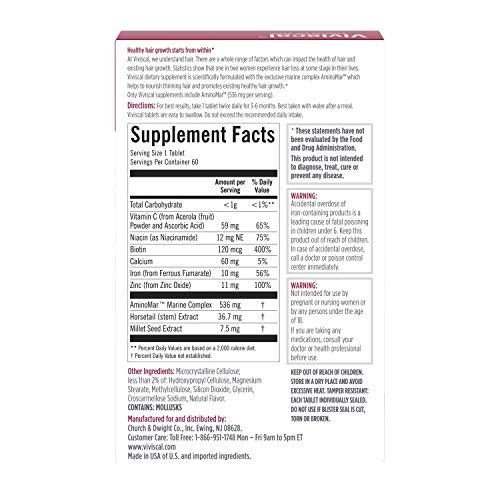 Healthy hair growth starts from within*
At Viviscal, we understand hair. There are a whole range of factors which can impact the health of hair and
existing hair growth. Statistics show that one in two women experience hair loss at some stage in their lives.
Viviscal dietary supplement is scientifically formulated with the exclusive marine complex AminoMar™ which
helps to nourish thinning hair and promotes existing healthy hair growth.*
Only Viviscal supplements include AminoMar™ (536 mg per serving).
Directions: For best results, take 1 tablet twice daily for 3-6 months. Best taken with water after a meal.
Viviscal tablets are easy to swallow. Do not exceed the recommended daily intake.
Supplement Facts
Serving Size 1 Tablet
Servings Per Container 60
Amount per Serving % Daily Value
Total Carbohydrate <1g <1%**
Vitamin C (from Acerola (fruit)
Powder and Ascorbic Acid) 59 mg 65%
Niacin (as Niacinamide) 12 mg NE 75%
Biotin 120 mcg 400%
Calcium 60 mg 5%
Iron (from Ferrous Fumarate) 10 mg 56%
Zinc (from Zinc Oxide) 11 mg 100%
AminoMar™ Marine Complex 536 mg †
Horsetail (stem) Extract 36.7 mg †
Millet Seed Extract 7.5 mg †
** Percent Daily Values are based on a 2,000 calorie diet.
† Percent Daily Value not established.
Other Ingredients: Microcrystalline Cellulose;
less than 2% of: Hydroxypropyl Cellulose, Magnesium
Stearate, Methylcellulose, Silicon Dioxide, Glycerin,
Croscarmellose Sodium, Natural Flavor.
CONTAINS: MOLLUSKS
Manufactured for and distributed by:
Church & Dwight Co., Inc. Ewing, NJ 08628.
Customer Care: Toll Free: 1-866-951-1748 Mon – Fri 9am to 5pm ET
www.viviscal.com
Made in USA of U.S. and imported ingredients.
* These statements have not
been evaluated by the Food
and Drug Administration.
This product is not intended
to diagnose, treat, cure or
prevent any disease.
WARNING:
Accidental overdose of
iron-containing products is a
leading cause of fatal poisoning
in children under 6. Keep this
product out of reach of children.
In case of accidental overdose,
call a doctor or poison control
center immediately.
WARNING:
Not intended for use by
pregnant or nursing women or
by any persons under the age
of 18.
If you are taking any
medications, consult your
doctor or health professional
before use.
KEEP OUT OF REACH OF CHILDREN.
STORE IN A DRY PLACE AND AVOID
EXCESSIVE HEAT. TAMPER RESISTANT:
EACH TABLET INDIVIDUALLY SEALED.
DO NOT USE IF BLISTER SEAL IS CUT,
TORN OR BROKEN.